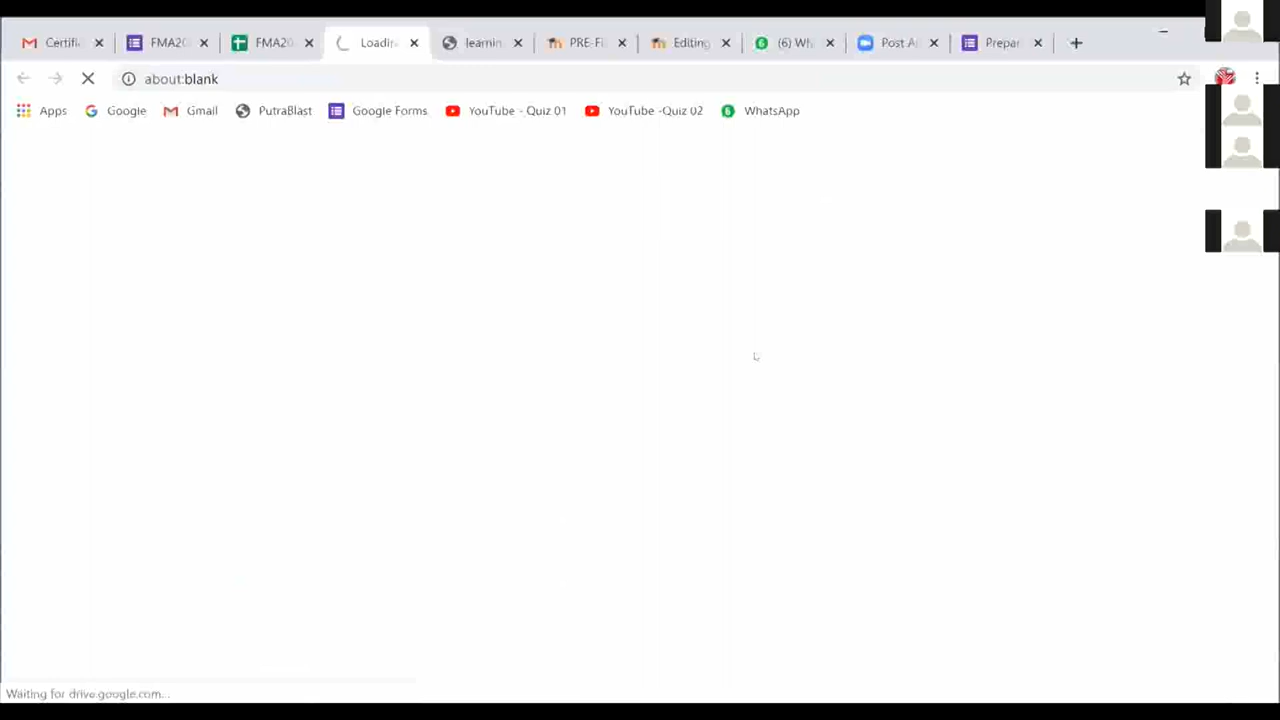 Certifi
FMA20
FMA20
Loadin
learnin
PRE-Fi
Editing
(6) Wh
Post A
Prepar
about:blank
Apps
Google
Gmail
PutraBlast
Google Forms
YouTube - Quiz 01
YouTube -Quiz 02
WhatsApp
Waiting for drive.google.com...